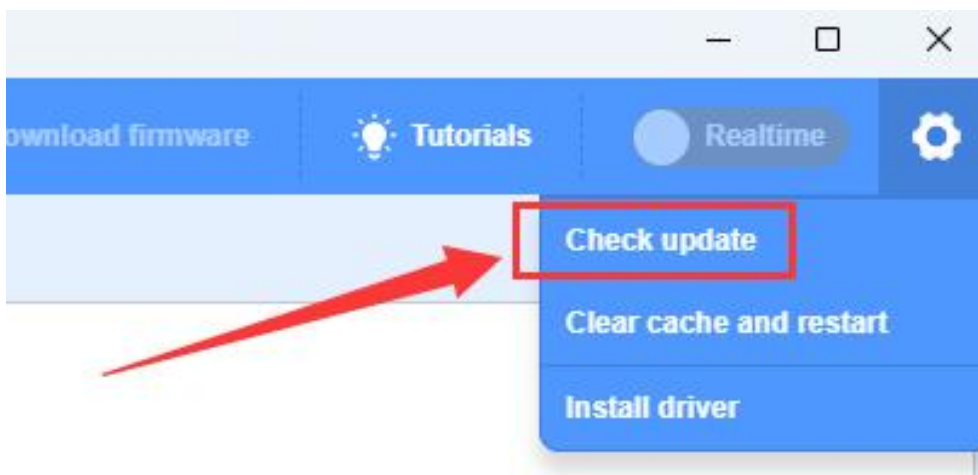 ownload firmware
Tutorials
Realtime
Check update
Clear cache and restart
Install driver